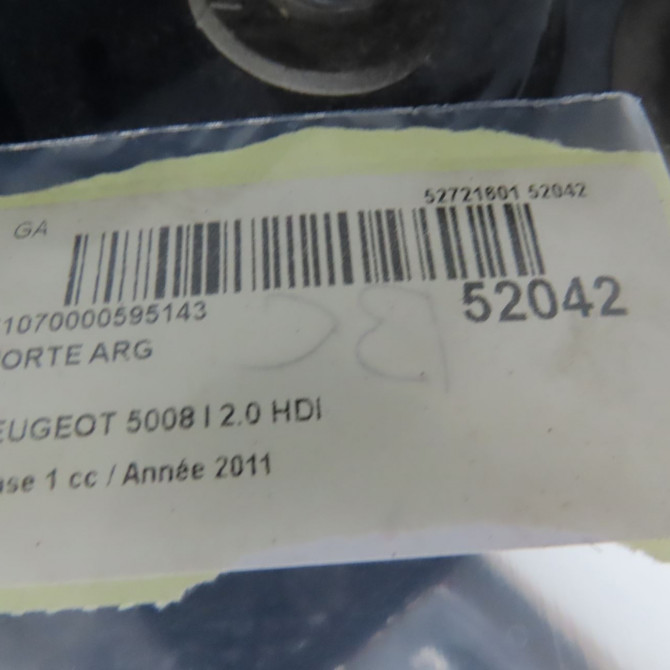 52721801 52042
GA
1070000595143
52042
ORTE ARG
EUGEOT 5008 I 2.0 HDI
ase 1 cc / Année 2011